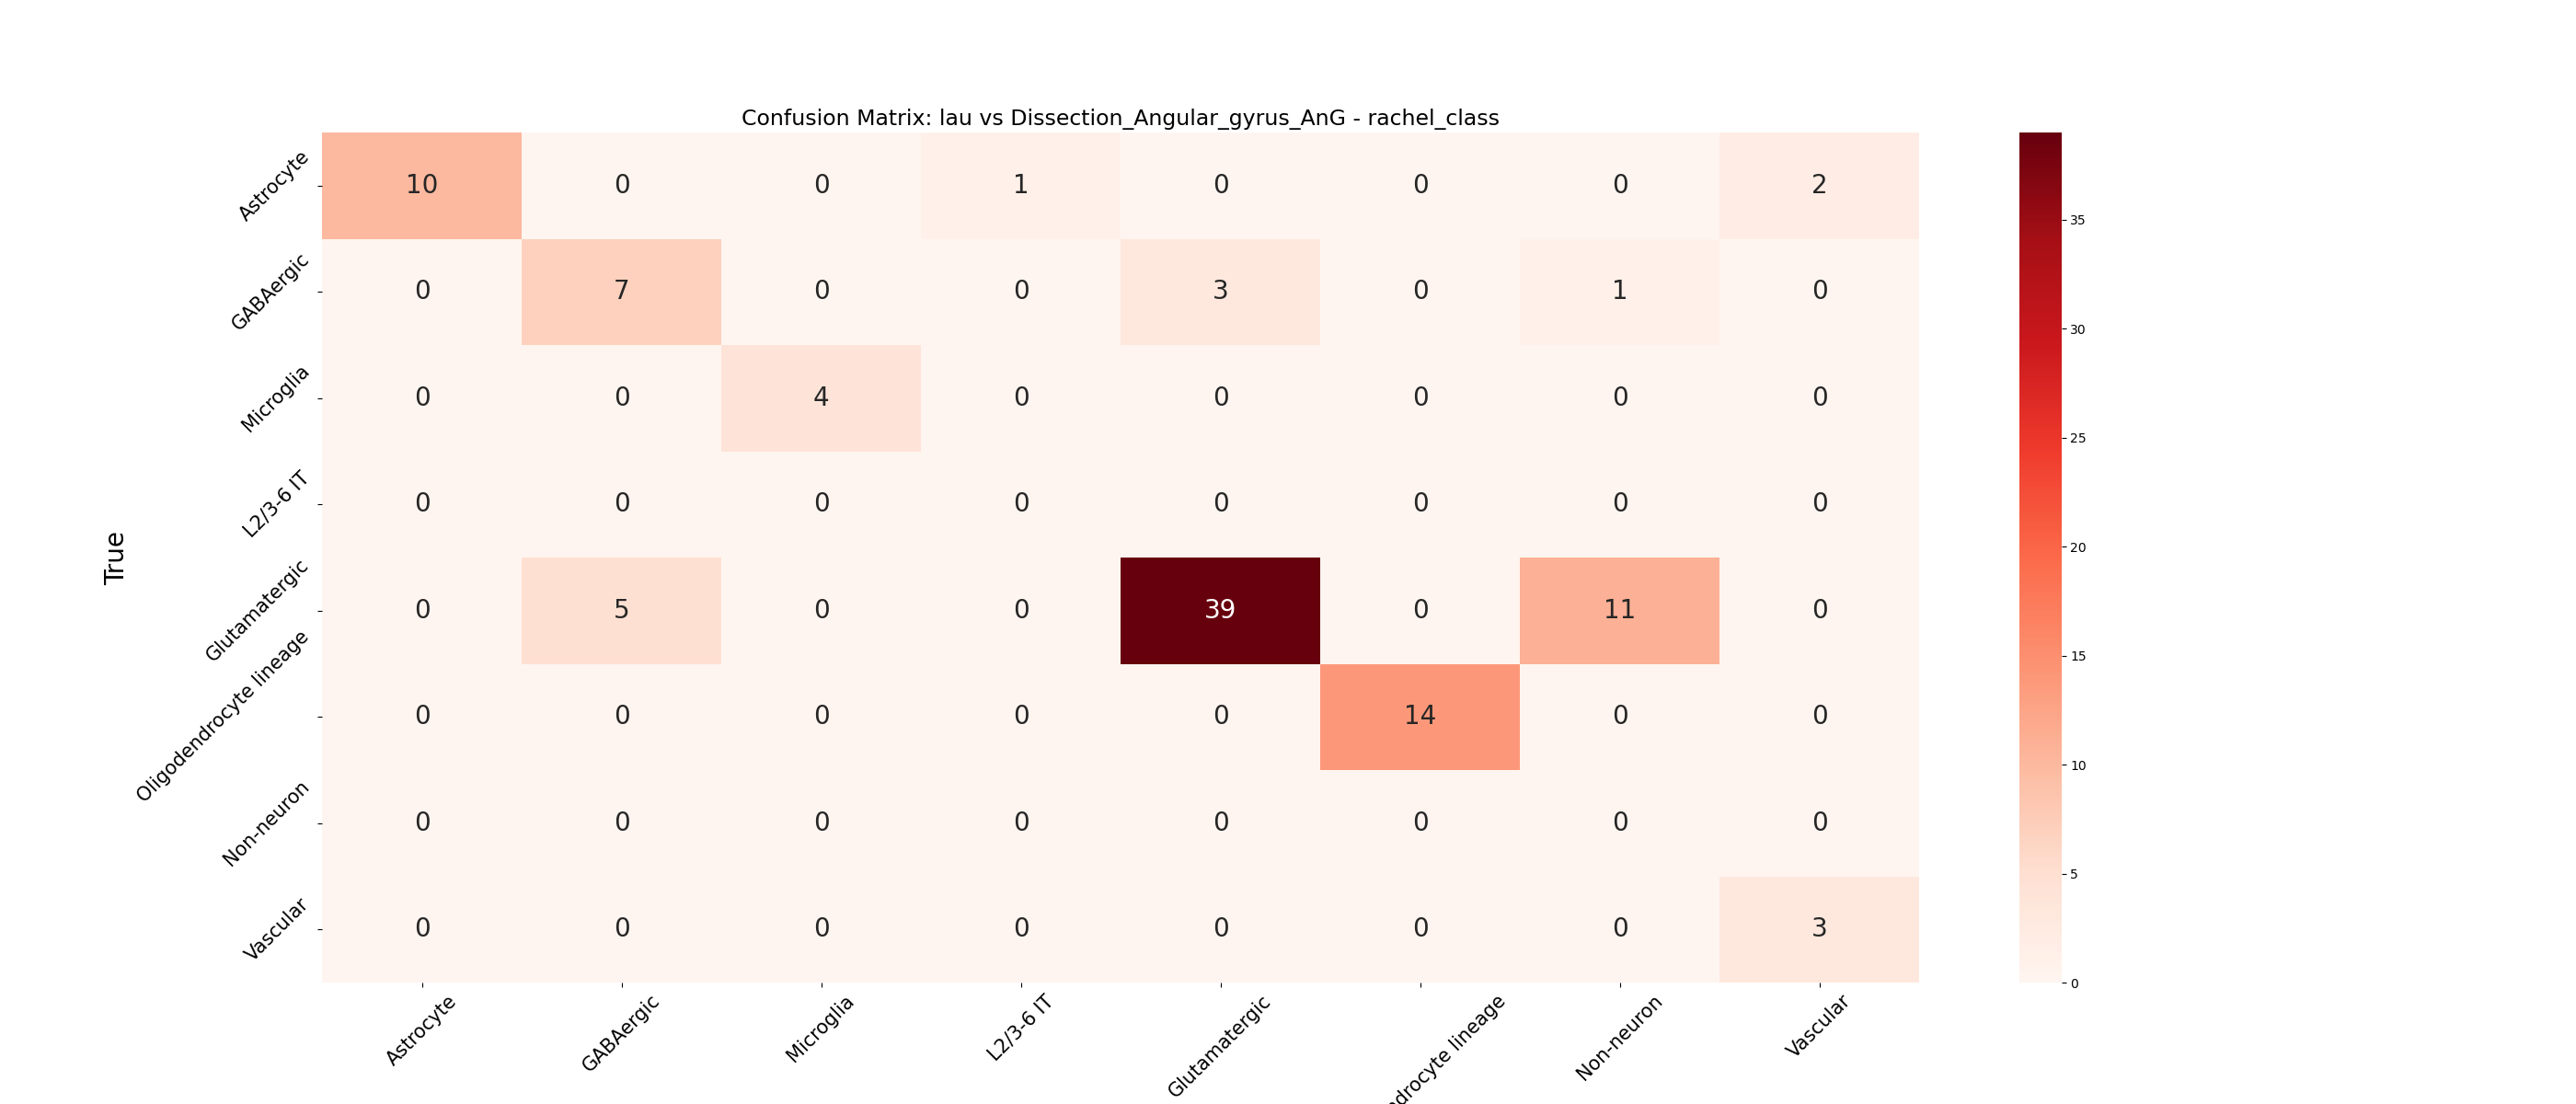 Confusion Matrix: lau vs Dissection_Angular_gyrus_AnG - rachel_class
True
Astrocyte 10 0 0 1 0 0 0 2
GABAergic 0 7 0 0 3 0 1 0
Microglia 0 0 4 0 0 0 0 0
L2/3-6 IT 0 0 0 0 0 0 0 0
Glutamatergic 0 5 0 0 39 0 11 0
Oligodendrocyte lineage 0 0 0 0 0 14 0 0
Non-neuron 0 0 0 0 0 0 0 0
Vascular 0 0 0 0 0 0 0 3
Astrocyte GABAergic Microglia L2/3-6 IT Glutamatergic drocyte lineage Non-neuron Vascular
35
30
25
20
15
10
5
0